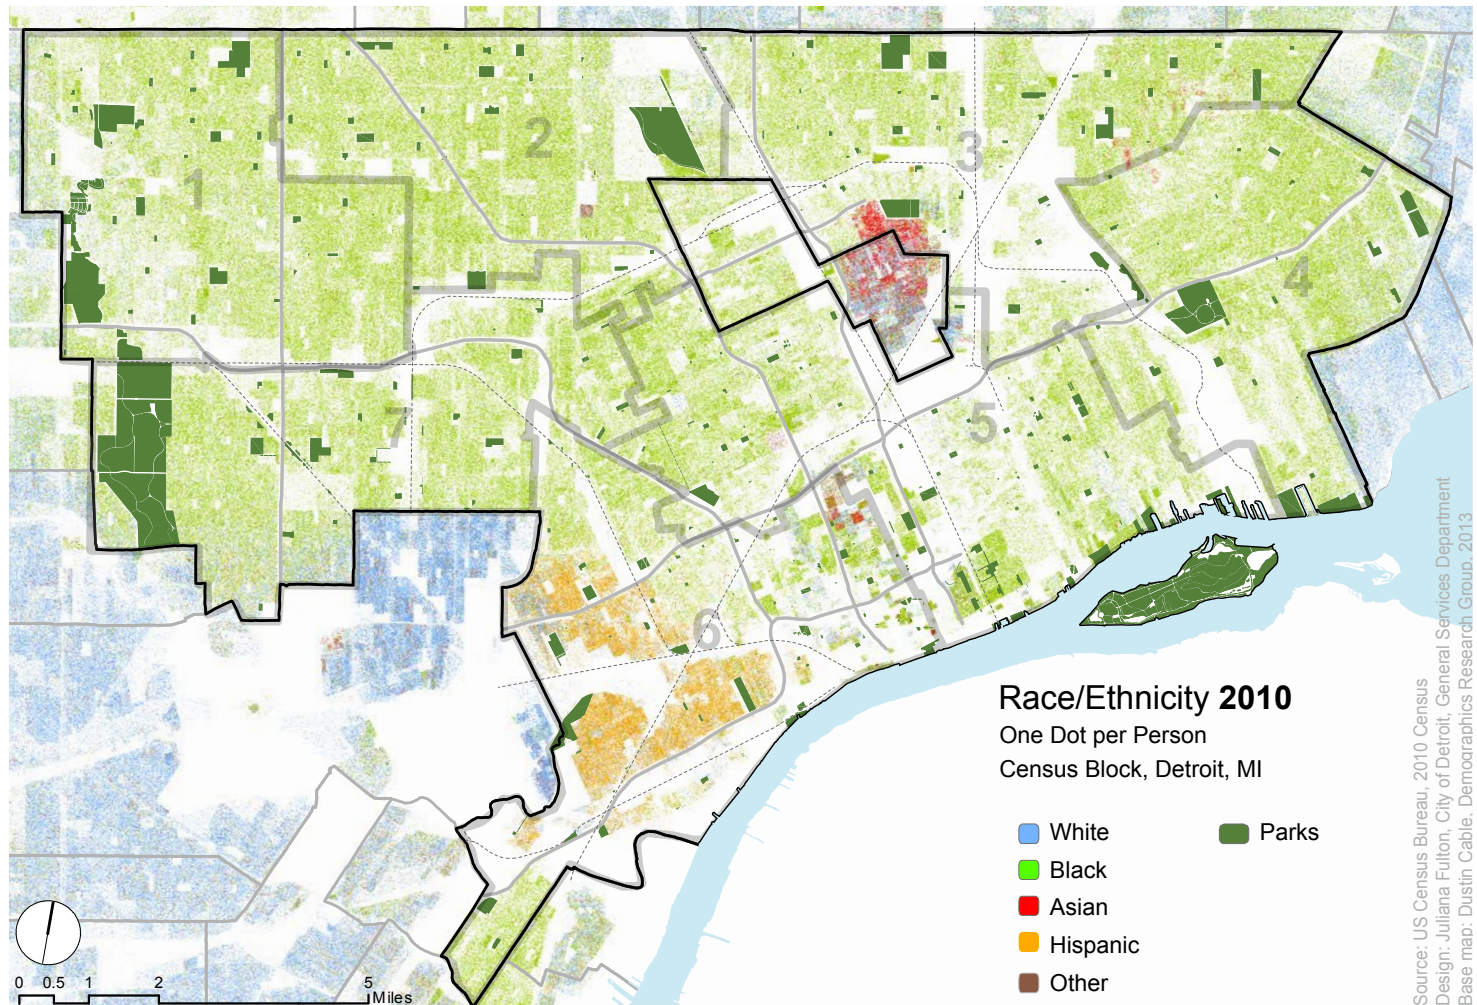 1
2
3
4
5
6
7
Race/Ethnicity 2010
One Dot per Person
Census Block, Detroit, MI
White
Parks
Black
Asian
Hispanic
Other
0 0.5 1 2 5
Miles
Source: US Census Bureau, 2010 Census
Design: Juliana Fulton, City of Detroit, General Services Department
Base map: Dustin Cable, Demographics Research Group, 2013